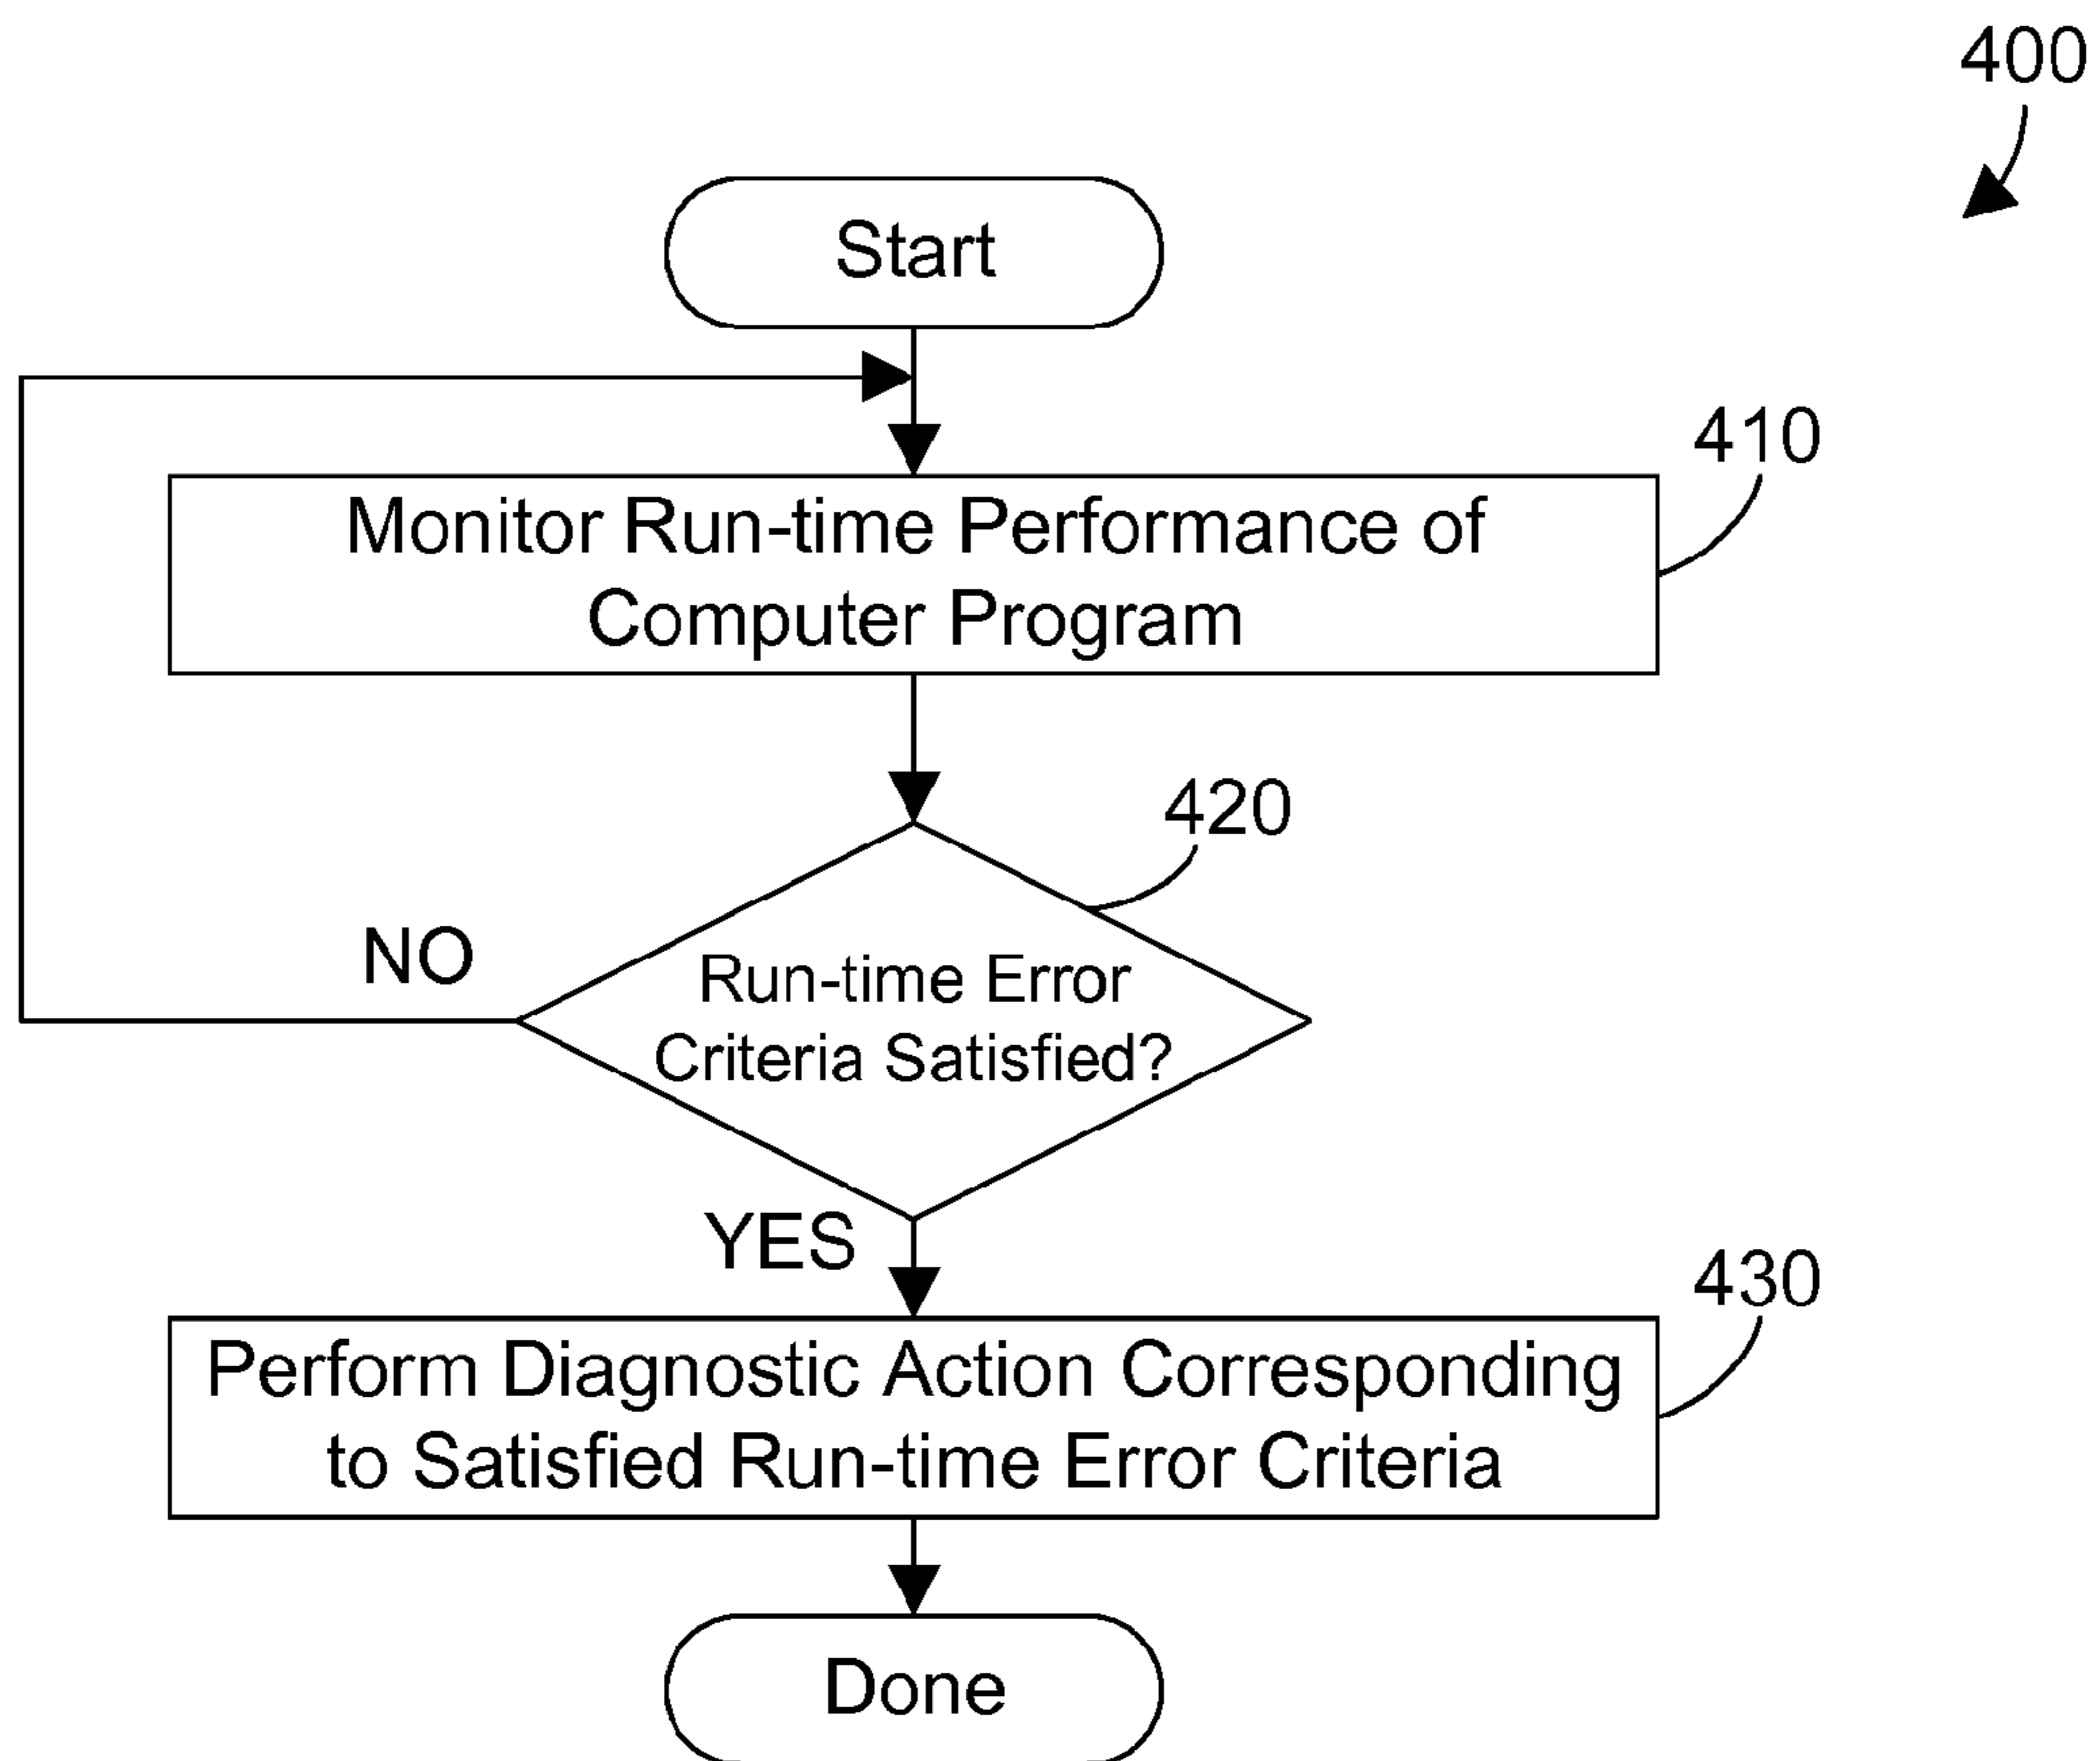 400
Start
410
Monitor Run-time Performance of
Computer Program
420
NO
Run-time Error
Criteria Satisfied?
YES
430
Perform Diagnostic Action Corresponding
to Satisfied Run-time Error Criteria
Done